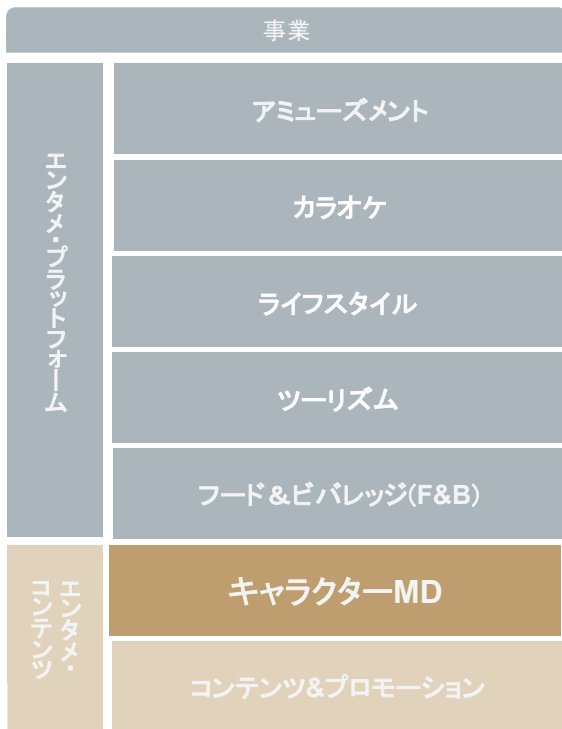 事業
エンタメ・プラットフォーム
アミューズメント
カラオケ
ライフスタイル
ツーリズム
フード＆ビバレッジ(F&B)
エンタメ・
コンテンツ
キャラクターMD
コンテンツ&プロモーション